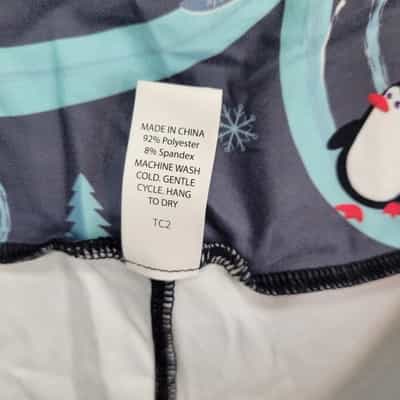 MADE IN CHINA
92% Polyester
8% Spandex
MACHINE WASH
COLD. GENTLE
CYCLE. HANG
TO DRY
TC2